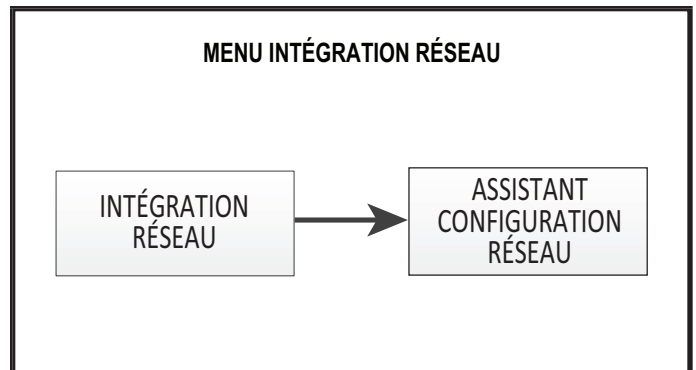 MENU INTÉGRATION RÉSEAU
INTÉGRATION
RÉSEAU
ASSISTANT
CONFIGURATION
RÉSEAU